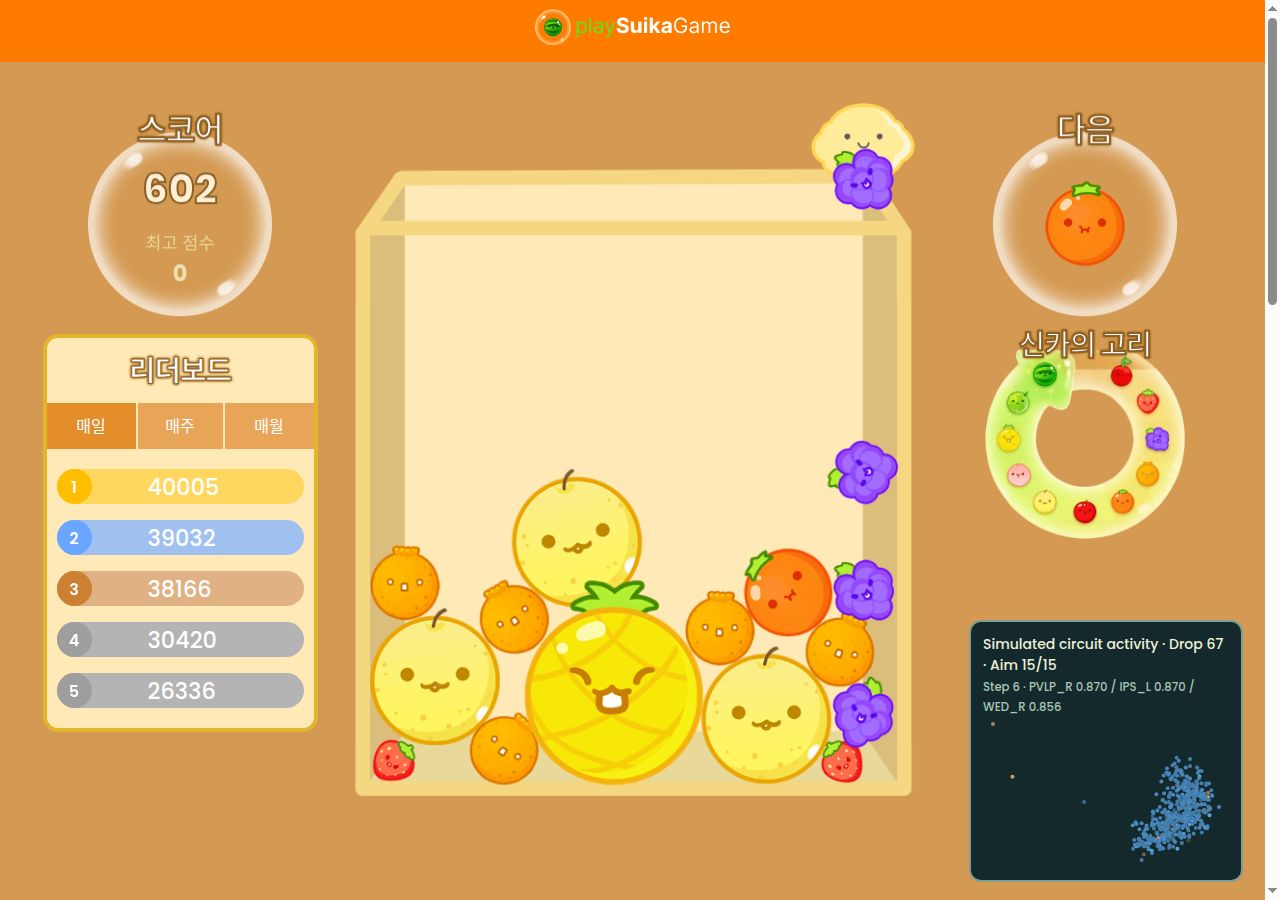 playSuikaGame
스코어
602
최고 점수
0
리더보드
매일 매주 매월
1 40005
2 39032
3 38166
4 30420
5 26336
다음
신카의 고리
Simulated circuit activity · Drop 67
· Aim 15/15
Step 6 · PVLP_R 0.870 / IPS_L 0.870 /
WED_R 0.856